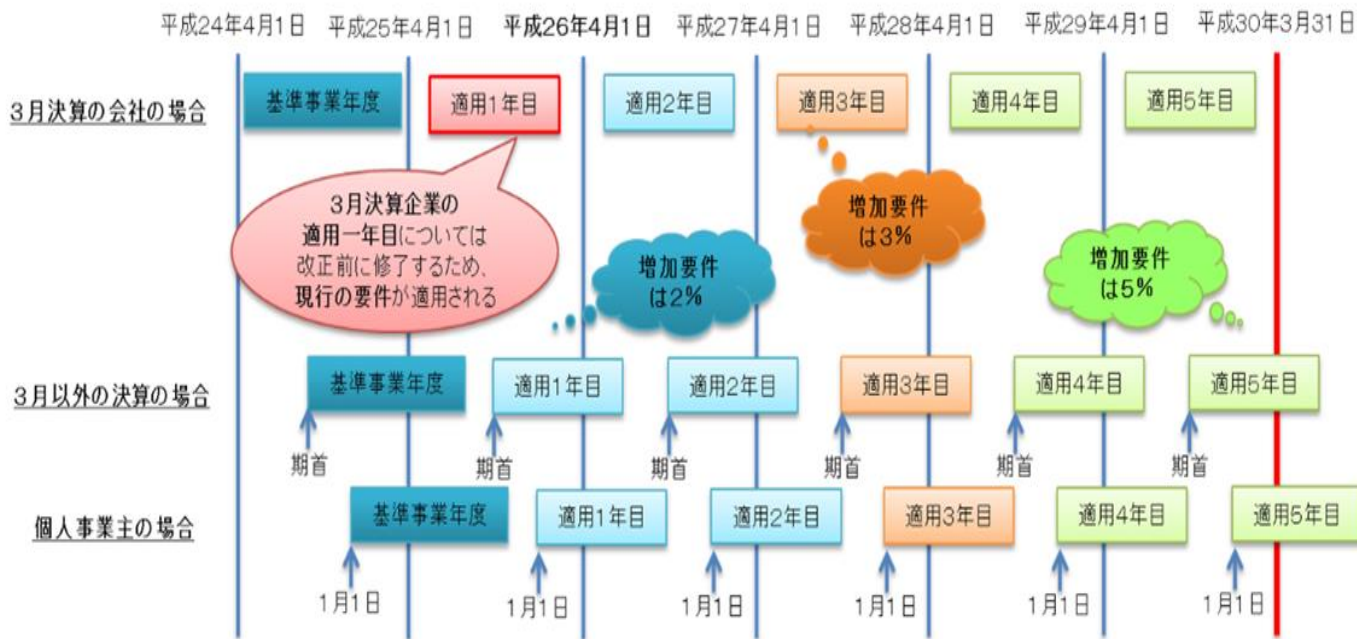 平成24年4月1日
平成25年4月1日
平成26年4月1日
平成27年4月1日
平成28年4月1日
平成29年4月1日
平成30年3月31日
3月決算の会社の場合
基準事業年度
適用1年目
適用2年目
適用3年目
適用4年目
適用5年目
3月決算企業の
適用一年目については
改正前に修了するため、
現行の要件が適用される
増加要件
は2%
増加要件
は3%
増加要件
は5%
3月以外の決算の場合
基準事業年度
適用1年目
適用2年目
適用3年目
適用4年目
適用5年目
期首
期首
期首
期首
期首
期首
個人事業主の場合
基準事業年度
適用1年目
適用2年目
適用3年目
適用4年目
適用5年目
1月1日
1月1日
1月1日
1月1日
1月1日
1月1日